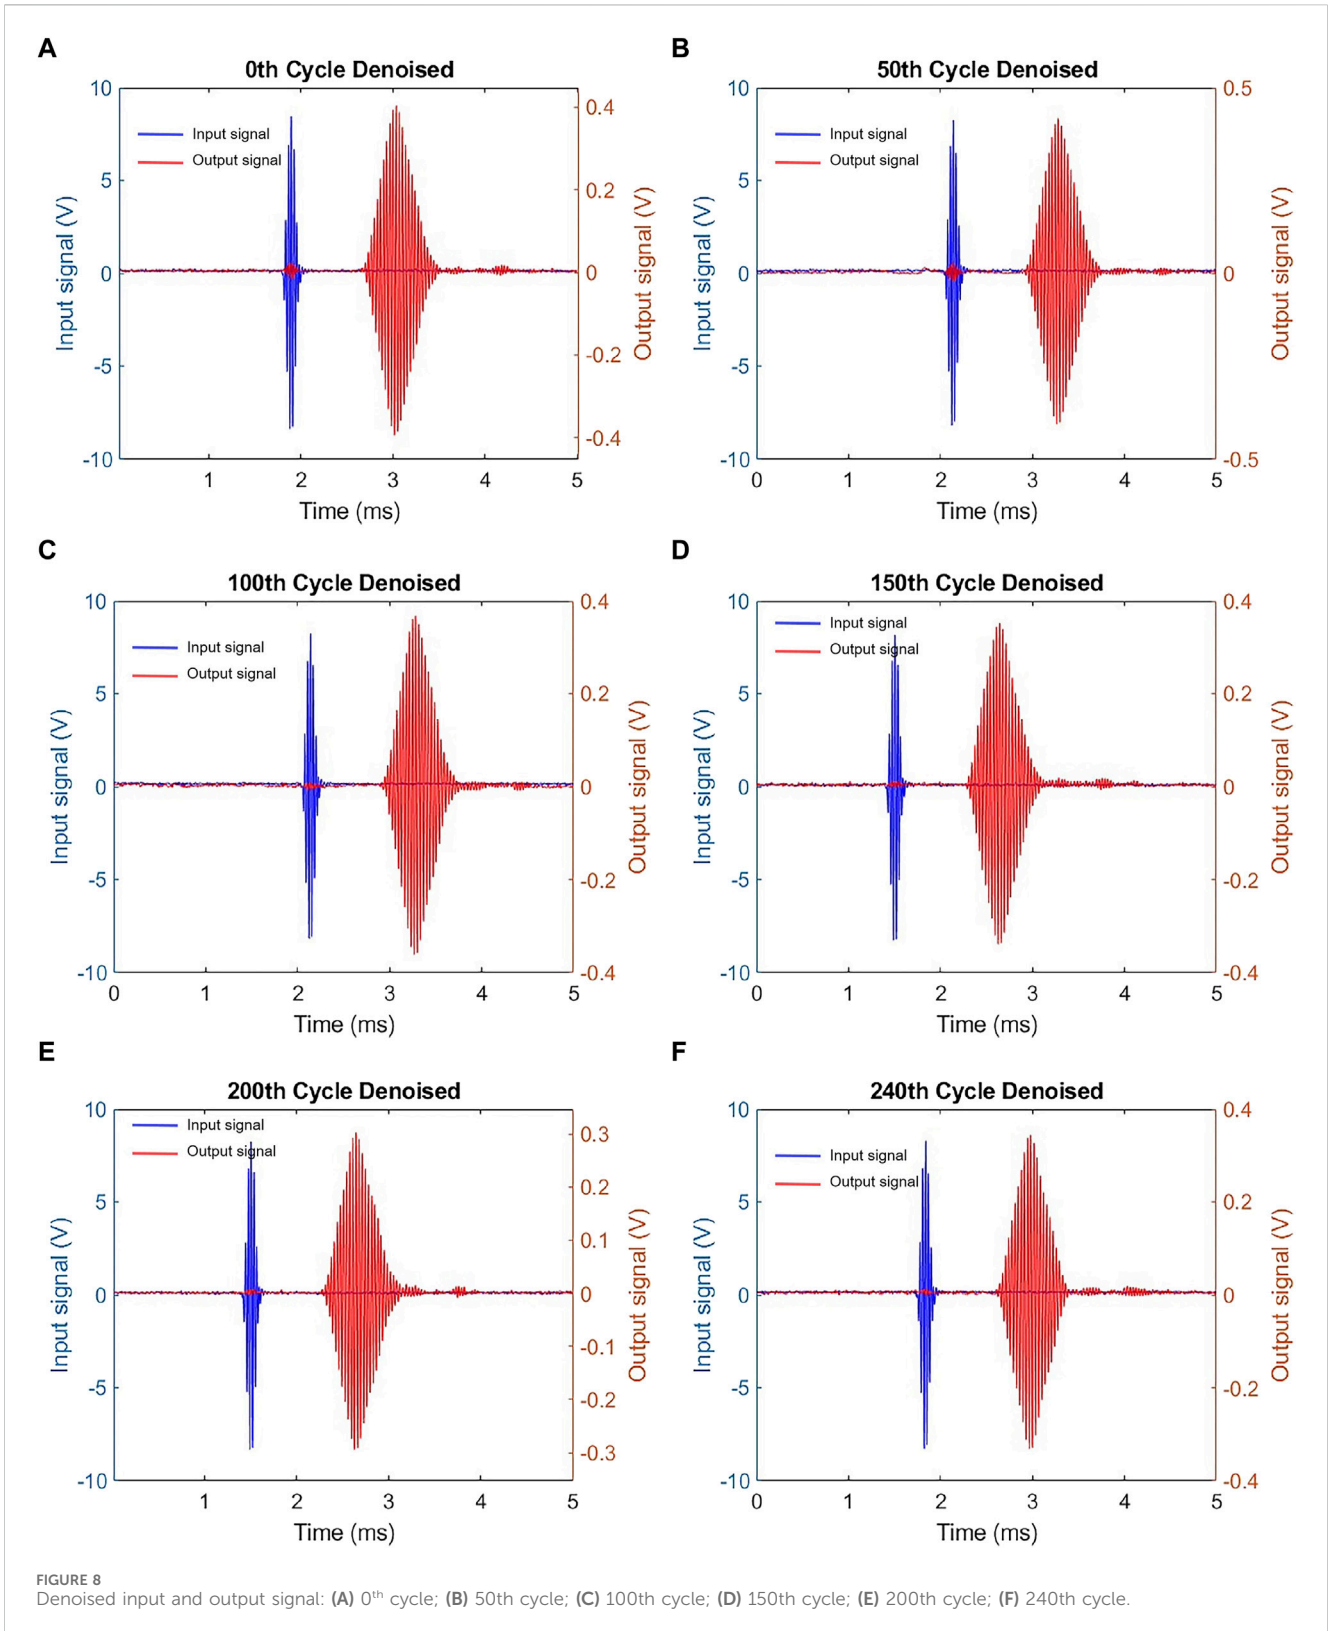 A
0th Cycle Denoised
10
5
0
-5
-10
Input signal (V)
Input signal
Output signal
0.4
0.2
0
-0.2
-0.4
Output signal (V)
1 2 3 4 5
Time (ms)
B
50th Cycle Denoised
10
5
0
-5
-10
Input signal (V)
Input signal
Output signal
0.5
0
-0.5
Output signal (V)
0 1 2 3 4 5
Time (ms)
C
100th Cycle Denoised
10
5
0
-5
-10
Input signal (V)
Input signal
Output signal
0.4
0.2
0
-0.2
-0.4
Output signal (V)
0 1 2 3 4 5
Time (ms)
D
150th Cycle Denoised
10
5
0
-5
-10
Input signal (V)
Input signal
Output signal
0.4
0.2
0
-0.2
-0.4
Output signal (V)
0 1 2 3 4 5
Time (ms)
E
200th Cycle Denoised
10
5
0
-5
-10
Input signal (V)
Input signal
Output signal
0.3
0.2
0.1
0
-0.1
-0.2
-0.3
Output signal (V)
1 2 3 4 5
Time (ms)
F
240th Cycle Denoised
10
5
0
-5
-10
Input signal (V)
Input signal
Output signal
0.4
0.2
0
-0.2
-0.4
Output signal (V)
0 1 2 3 4 5
Time (ms)
FIGURE 8
Denoised input and output signal: (A) 0th cycle; (B) 50th cycle; (C) 100th cycle; (D) 150th cycle; (E) 200th cycle; (F) 240th cycle.